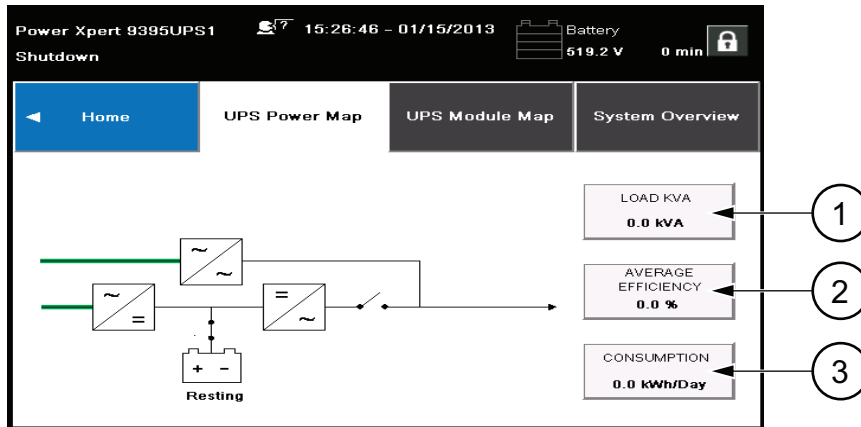 Power Xpert 9395UPS1 ? 15:26:46 – 01/15/2013 Battery
Shutdown 519.2 V 0 min
Home UPS Power Map UPS Module Map System Overview
LOAD KVA
0.0 kVA
1
AVERAGE
EFFICIENCY
0.0 %
2
CONSUMPTION
0.0 kWh/Day
3
~ ~
~ =
= ~
+ -
Resting